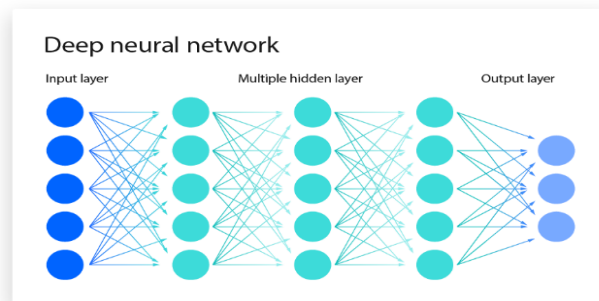 Deep neural network
Input layer
Multiple hidden layer
Output layer